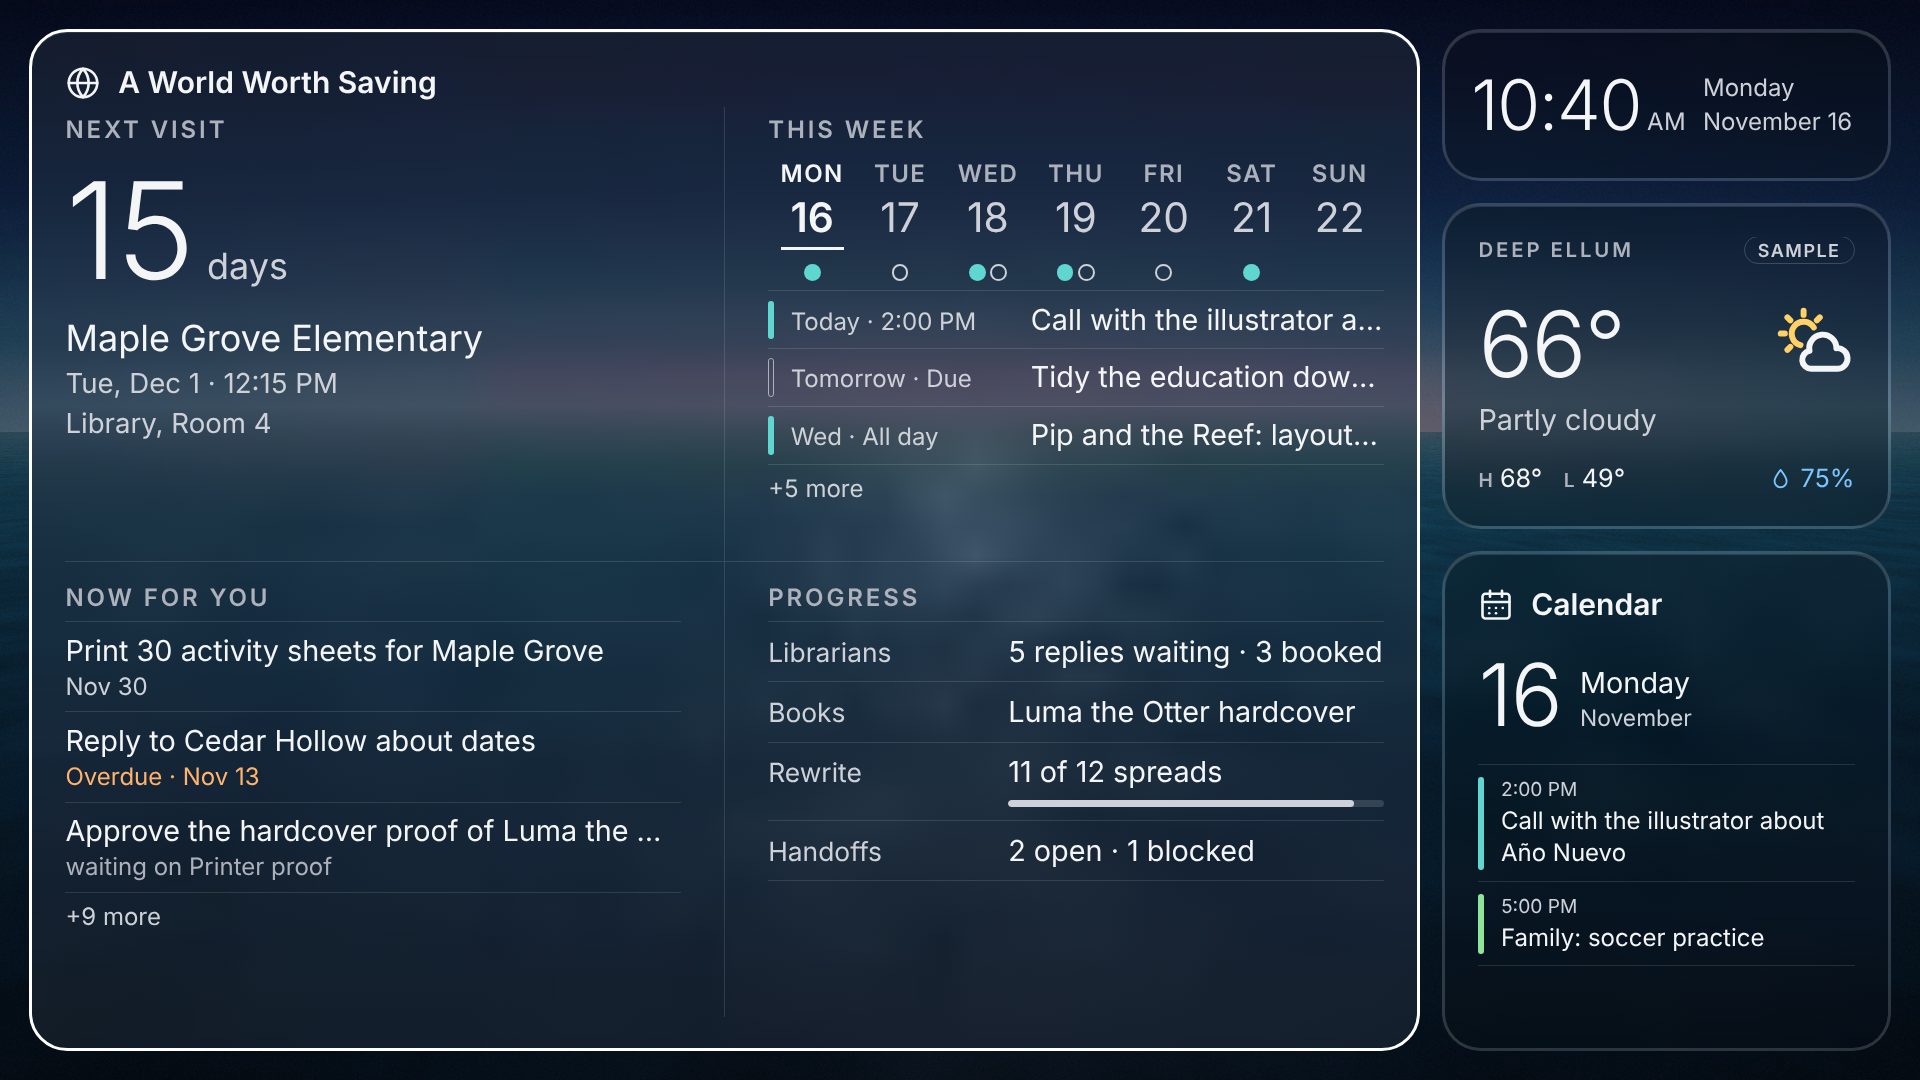 A World Worth Saving
NEXT VISIT
15 days
Maple Grove Elementary
Tue, Dec 1 · 12:15 PM
Library, Room 4
THIS WEEK
MON TUE WED THU FRI SAT SUN
16 17 18 19 20 21 22
Today · 2:00 PM Call with the illustrator a...
Tomorrow · Due Tidy the education dow...
Wed · All day Pip and the Reef: layout...
+5 more
NOW FOR YOU
Print 30 activity sheets for Maple Grove
Nov 30
Reply to Cedar Hollow about dates
Overdue · Nov 13
Approve the hardcover proof of Luma the ...
waiting on Printer proof
+9 more
PROGRESS
Librarians 5 replies waiting · 3 booked
Books Luma the Otter hardcover
Rewrite 11 of 12 spreads
Handoffs 2 open · 1 blocked
10:40 AM
Monday
November 16
DEEP ELLUM SAMPLE
66°
Partly cloudy
H 68° L 49° 75%
Calendar
16
Monday
November
2:00 PM
Call with the illustrator about
Año Nuevo
5:00 PM
Family: soccer practice